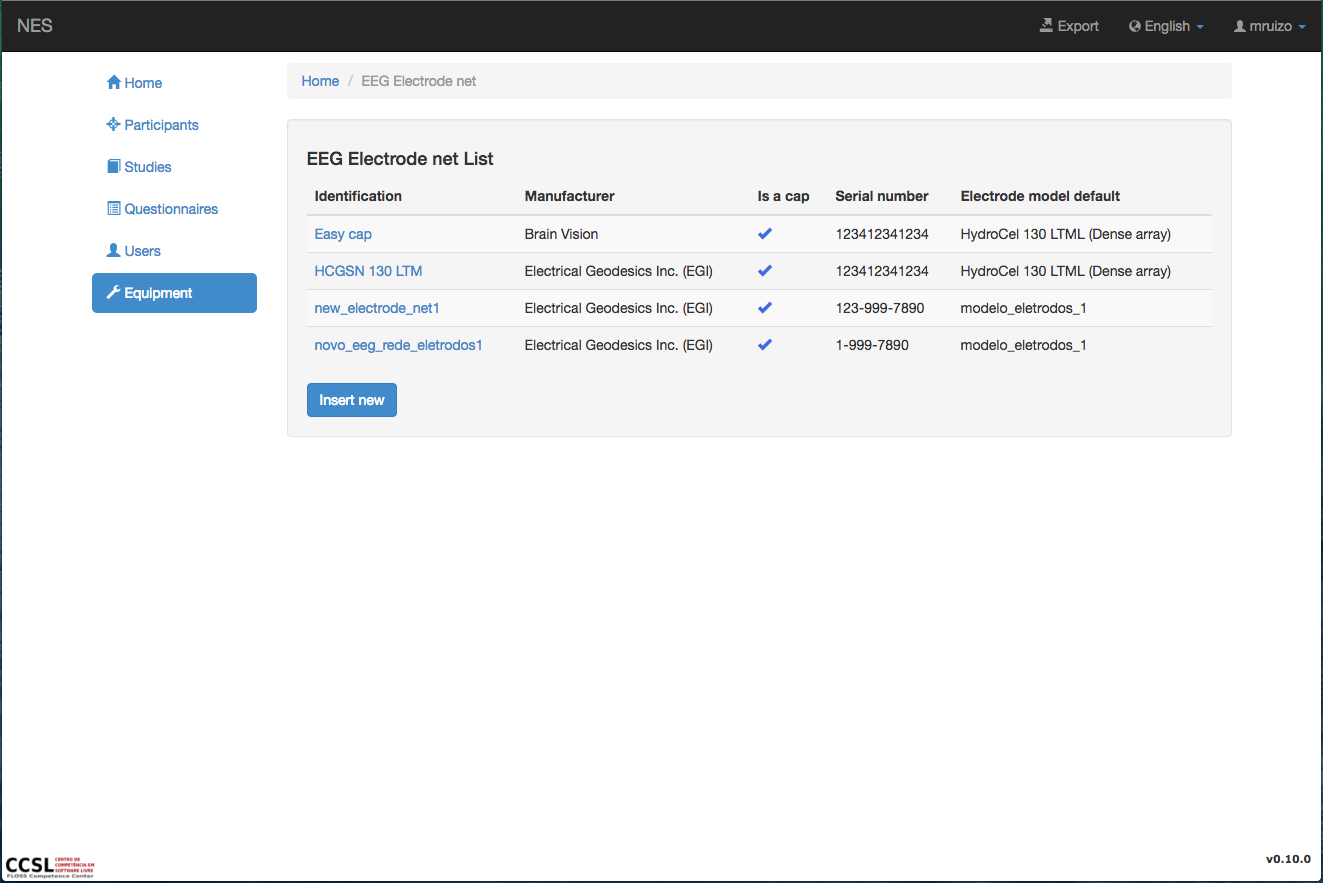 NES Export English mruizo
Home
Participants
Studies
Questionnaires
Users
Equipment
Home / EEG Electrode net
EEG Electrode net List
Identification Manufacturer Is a cap Serial number Electrode model default
Easy cap Brain Vision 123412341234 HydroCel 130 LTML (Dense array)
HCGSN 130 LTM Electrical Geodesics Inc. (EGI) 123412341234 HydroCel 130 LTML (Dense array)
new_electrode_net1 Electrical Geodesics Inc. (EGI) 123-999-7890 modelo_eletrodos_1
novo_eeg_rede_eletrodos1 Electrical Geodesics Inc. (EGI) 1-999-7890 modelo_eletrodos_1
Insert new
CCSL
CENTRO DE
COMPETÊNCIA EM
SOFTWARE LIVRE
FLOSS Competence Center
v0.10.0